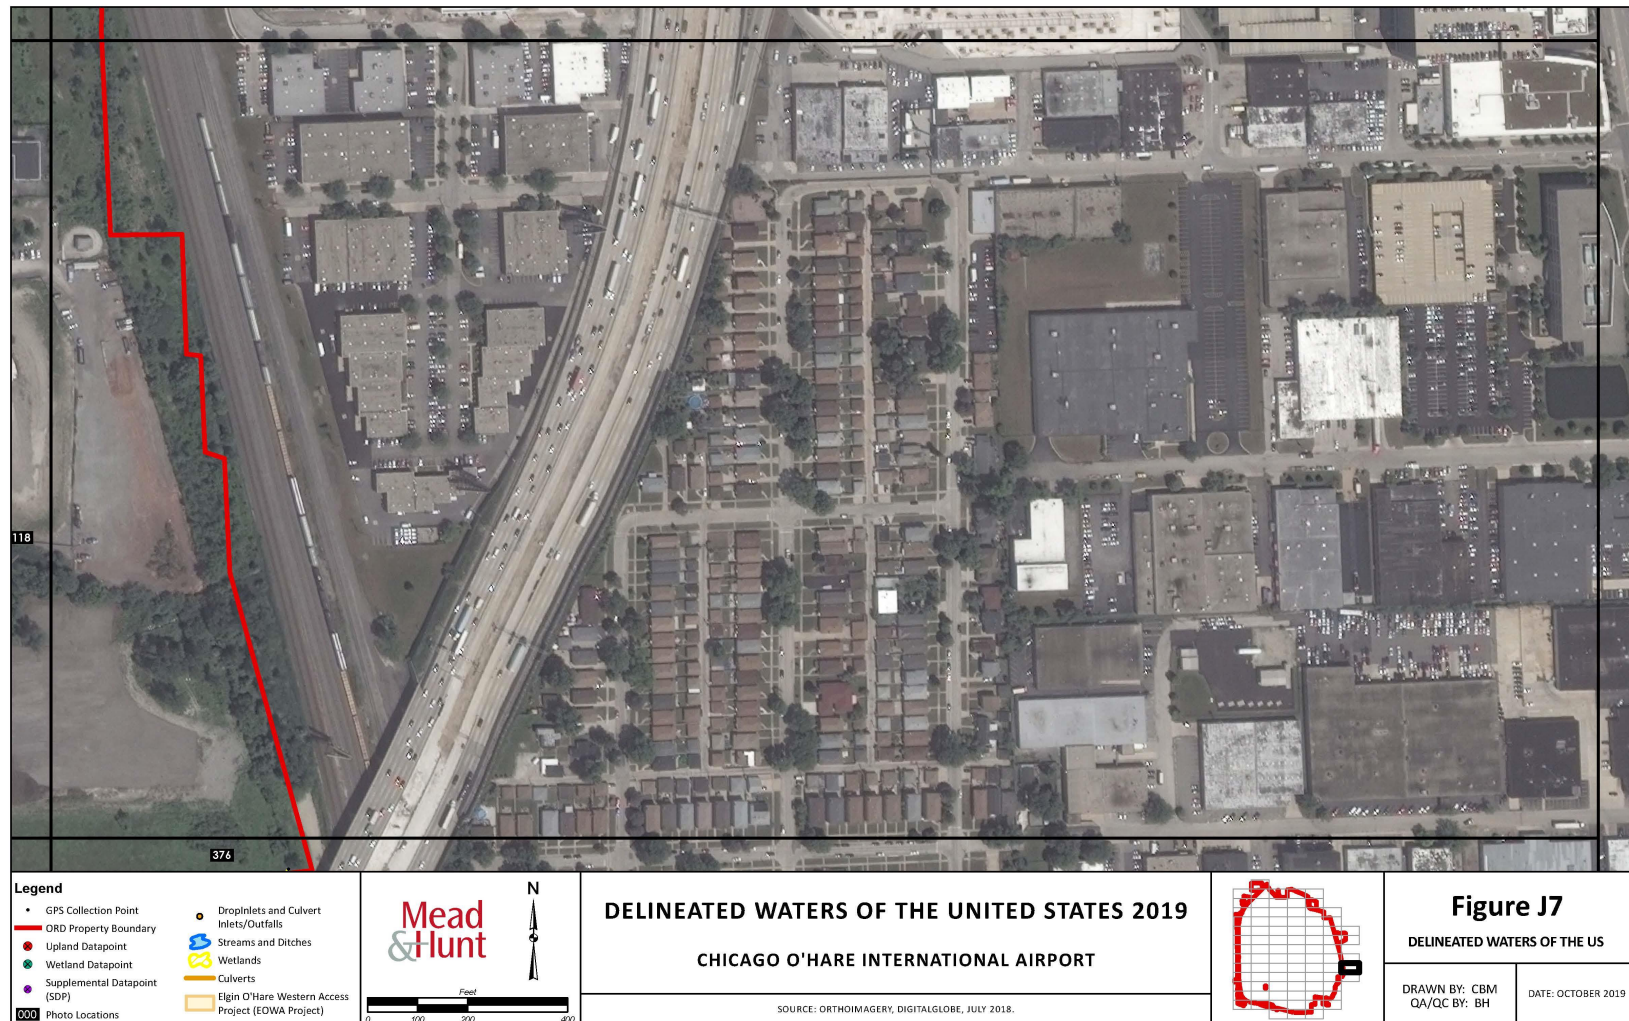 118
376
Legend
GPS Collection Point
ORD Property Boundary
Upland Datapoint
Wetland Datapoint
Supplemental Datapoint
(SDP)
000 Photo Locations
DropInlets and Culvert
Inlets/Outfalls
Streams and Ditches
Wetlands
Culverts
Elgin O'Hare Western Access
Project (EOWA Project)
Mead
&Hunt
N
Feet
0 100 200 400
DELINEATED WATERS OF THE UNITED STATES 2019
CHICAGO O'HARE INTERNATIONAL AIRPORT
SOURCE: ORTHOIMAGERY, DIGITALGLOBE, JULY 2018.
Figure J7
DELINEATED WATERS OF THE US
DRAWN BY: CBM
QA/QC BY: BH
DATE: OCTOBER 2019